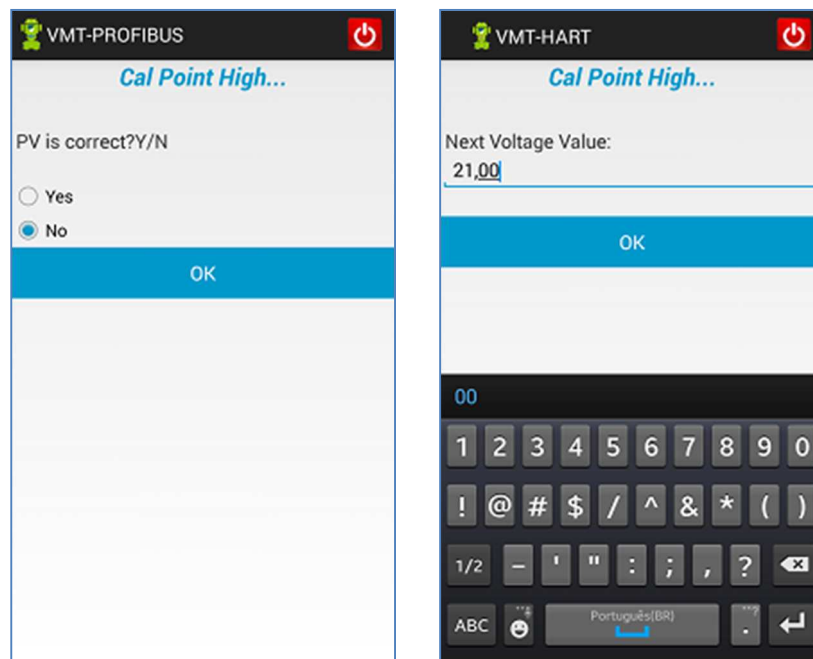 VMT-PROFIBUS
Cal Point High...
PV is correct?Y/N
Yes
No
OK
VMT-HART
Cal Point High...
Next Voltage Value:
21,00
OK
00
1 2 3 4 5 6 7 8 9 0
! @ # $ / ^ & * ( )
1/2 - ' " : ; , ?
ABC Português(BR) .